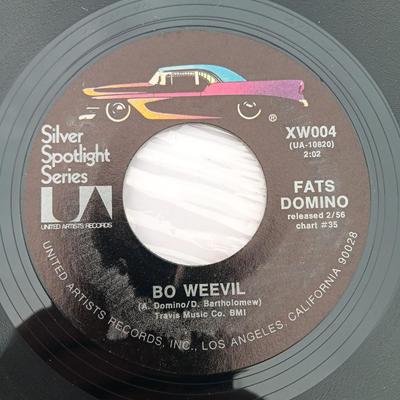 Silver
Spotlight
Series
UA
UNITED ARTISTS RECORDS
®
XW004
(UA-10820)
2:02
FATS
DOMINO
released 2/56
chart #35
BO WEEVIL
(A. Domino/D. Bartholomew)
Travis Music Co. BMI
UNITED ARTISTS RECORDS, INC., LOS ANGELES, CALIFORNIA 90028